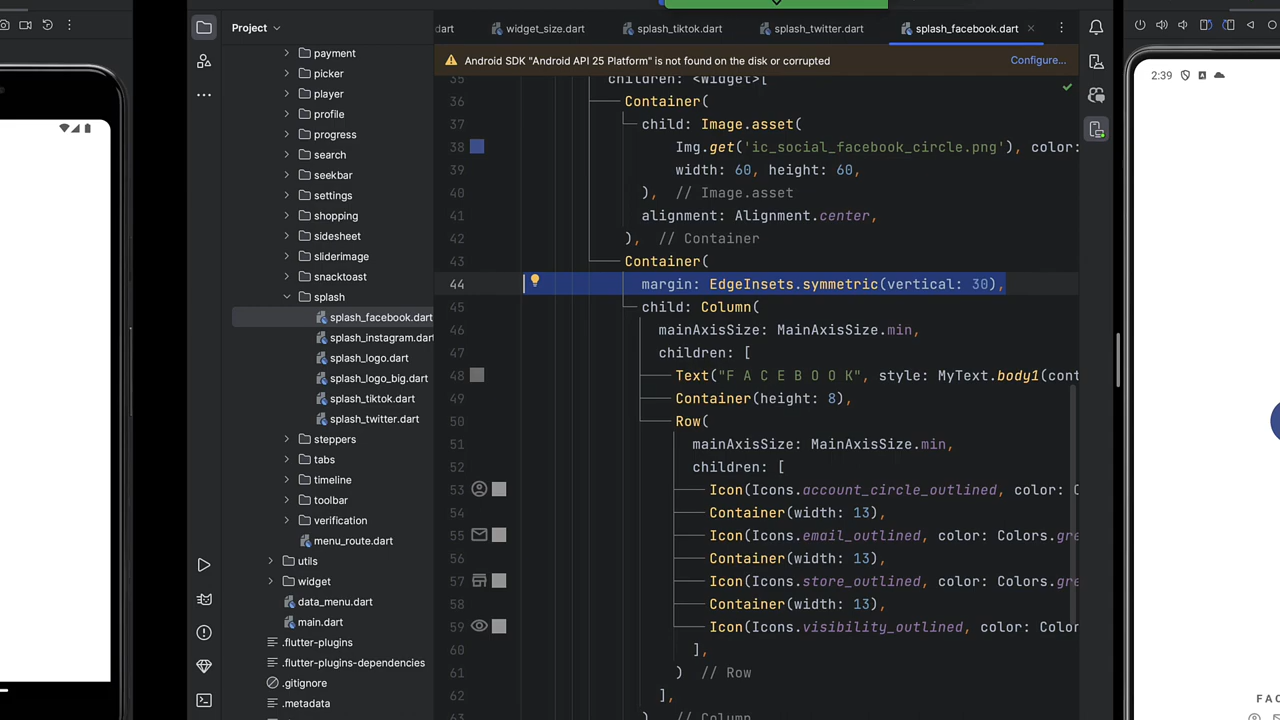 Project
payment
picker
player
profile
progress
search
seekbar
settings
shopping
sidesheet
sliderimage
snacktoast
splash
splash_facebook.dart
splash_instagram.dart
splash_logo.dart
splash_logo_big.dart
splash_tiktok.dart
splash_twitter.dart
steppers
tabs
timeline
toolbar
verification
menu_route.dart
utils
widget
data_menu.dart
main.dart
.flutter-plugins
.flutter-plugins-dependencies
.gitignore
.metadata
dart widget_size.dart splash_tiktok.dart splash_twitter.dart splash_facebook.dart
Android SDK "Android API 25 Platform" is not found on the disk or corrupted Configure...
35 children: <Widget>[
36 Container(
37 child: Image.asset(
38 Img.get('ic_social_facebook_circle.png'), color:
39 width: 60, height: 60,
40 ), // Image.asset
41 alignment: Alignment.center,
42 ), // Container
43 Container(
44 margin: EdgeInsets.symmetric(vertical: 30),
45 child: Column(
46 mainAxisSize: MainAxisSize.min,
47 children: [
48 Text("F A C E B O O K", style: MyText.body1(cont
49 Container(height: 8),
50 Row(
51 mainAxisSize: MainAxisSize.min,
52 children: [
53 Icon(Icons.account_circle_outlined, color: C
54 Container(width: 13),
55 Icon(Icons.email_outlined, color: Colors.gre
56 Container(width: 13),
57 Icon(Icons.store_outlined, color: Colors.gre
58 Container(width: 13),
59 Icon(Icons.visibility_outlined, color: Color
60 ],
61 ) // Row
62 ],
63 ) // Column
2:39
F A C